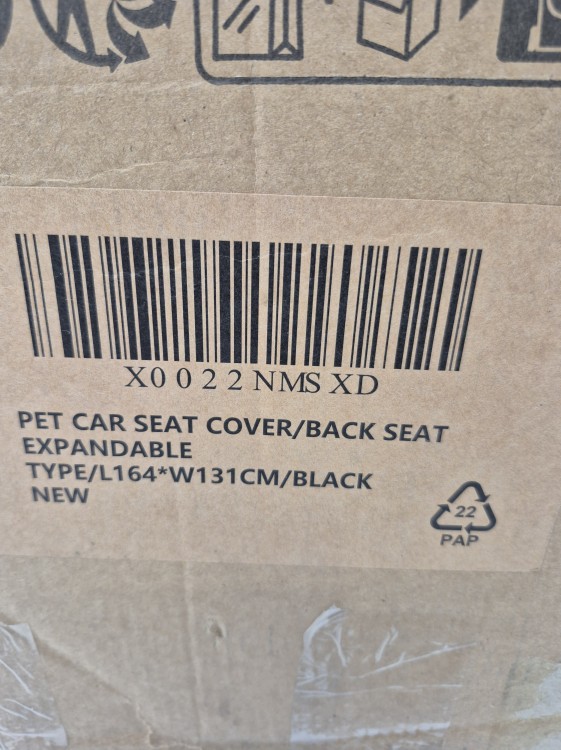 X0022NMSXD
PET CAR SEAT COVER/BACK SEAT
EXPANDABLE
TYPE/L164*W131CM/BLACK
NEW
22
PAP